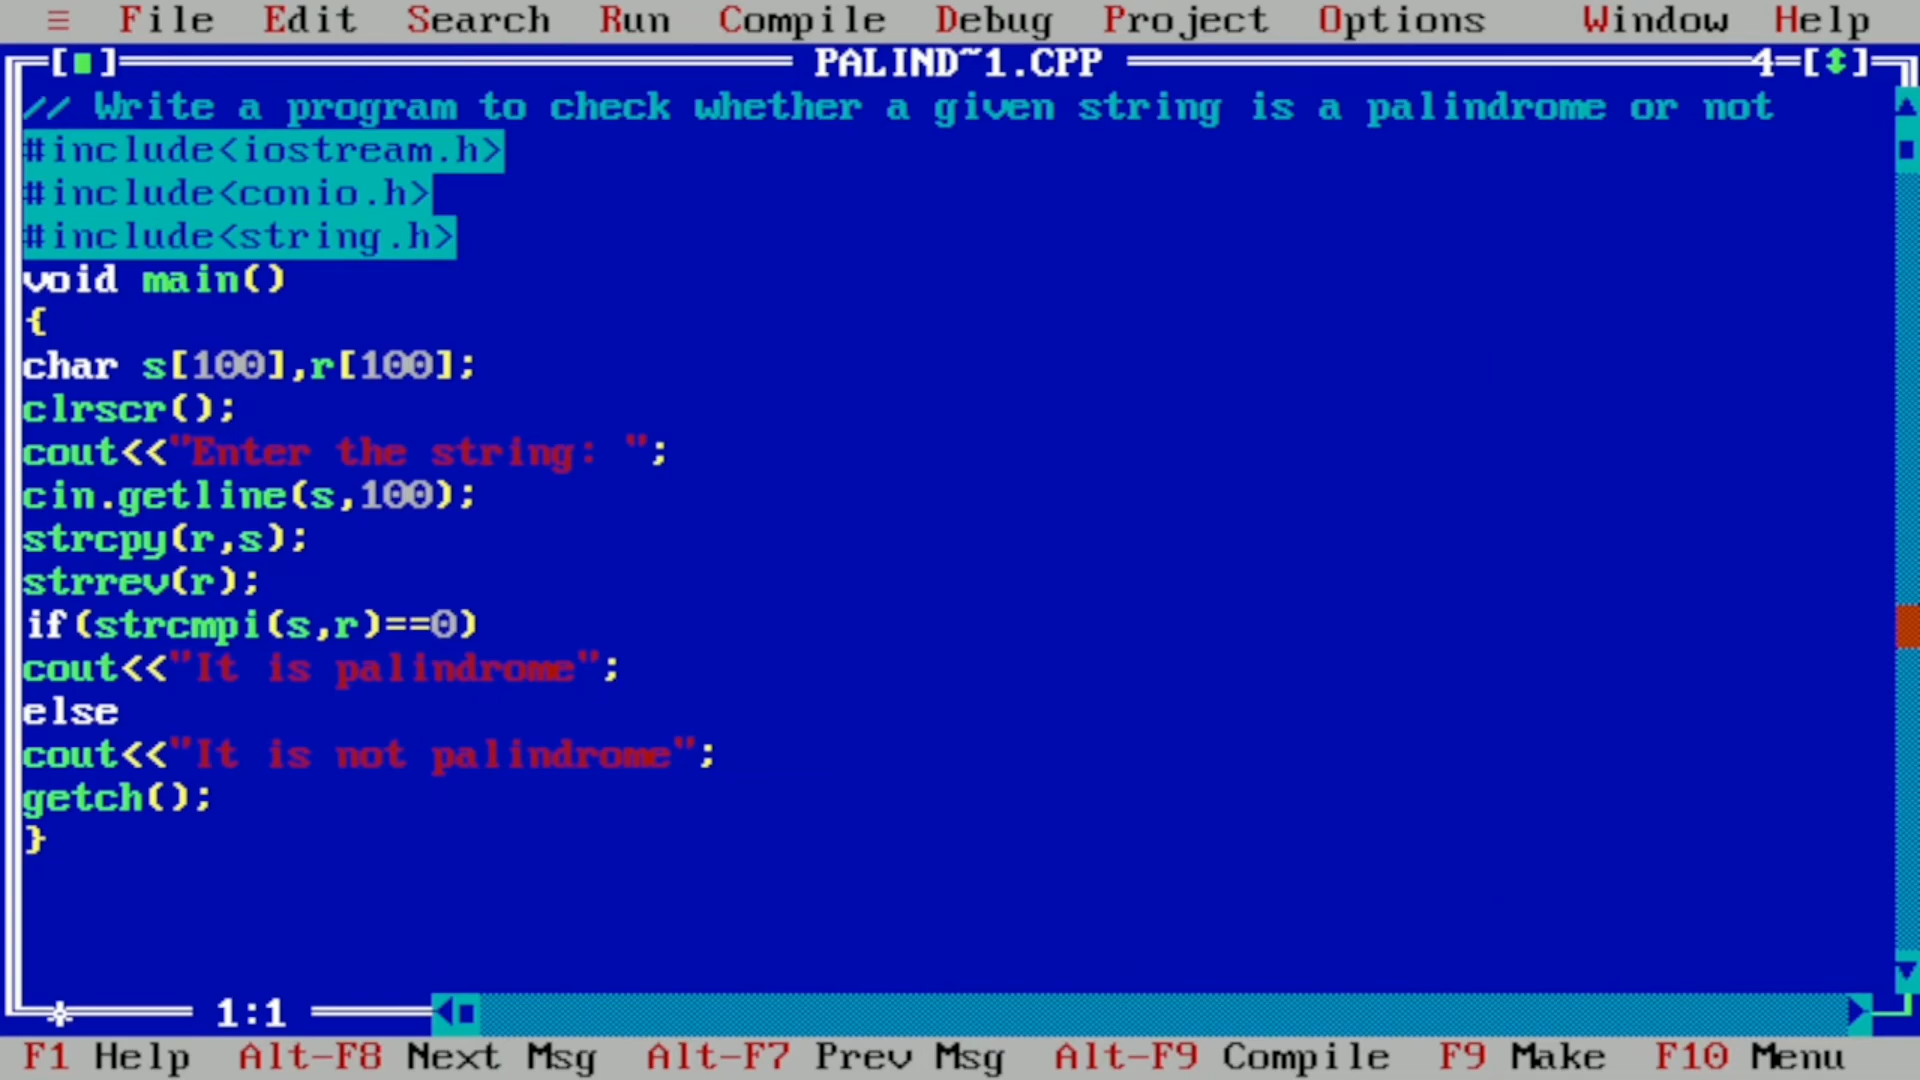 ≡ File Edit Search Run Compile Debug Project Options Window Help
[■] PALIND~1.CPP 4=[↕]
// Write a program to check whether a given string is a palindrome or not
#include<iostream.h>
#include<conio.h>
#include<string.h>
void main()
{
char s[100],r[100];
clrscr();
cout<<"Enter the string: ";
cin.getline(s,100);
strcpy(r,s);
strrev(r);
if(strcmpi(s,r)==0)
cout<<"It is palindrome";
else
cout<<"It is not palindrome";
getch();
}
1:1
F1 Help Alt-F8 Next Msg Alt-F7 Prev Msg Alt-F9 Compile F9 Make F10 Menu